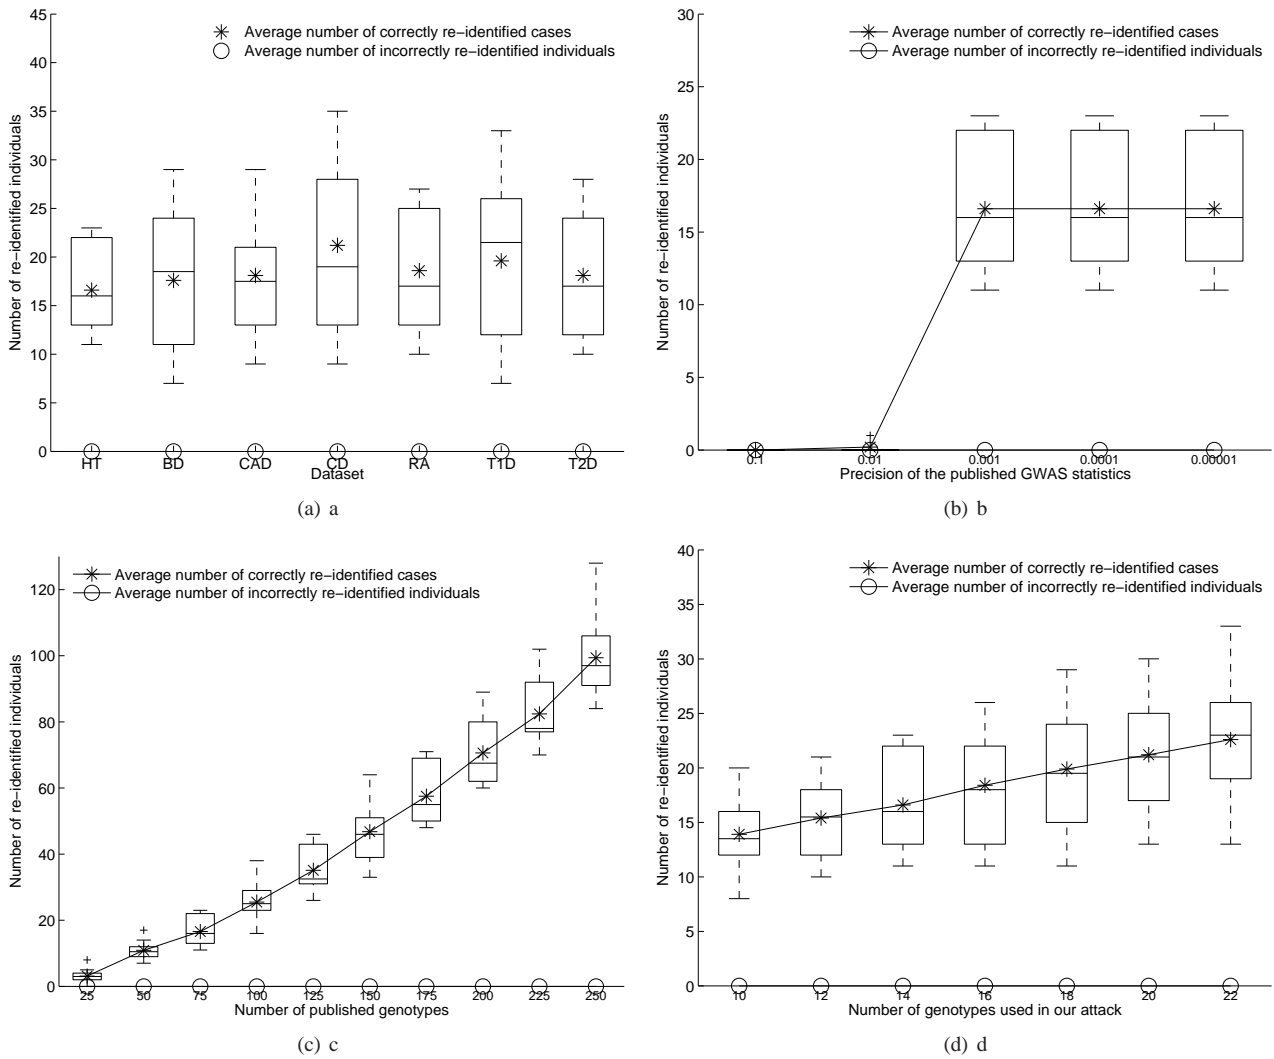 45
40
35
30
25
20
15
10
5
0
Number of re−identified individuals
Average number of correctly re−identified cases
Average number of incorrectly re−identified individuals
HT BD CAD CD RA T1D T2D
Dataset
(a) a
30
25
20
15
10
5
0
Number of re−identified individuals
Average number of correctly re−identified cases
Average number of incorrectly re−identified individuals
0.1 0.01 0.001 0.0001 0.00001
Precision of the published GWAS statistics
(b) b
120
100
80
60
40
20
0
Number of re−identified individuals
Average number of correctly re−identified cases
Average number of incorrectly re−identified individuals
25 50 75 100 125 150 175 200 225 250
Number of published genotypes
(c) c
40
35
30
25
20
15
10
5
0
Number of re−identified individuals
Average number of correctly re−identified cases
Average number of incorrectly re−identified individuals
10 12 14 16 18 20 22
Number of genotypes used in our attack
(d) d